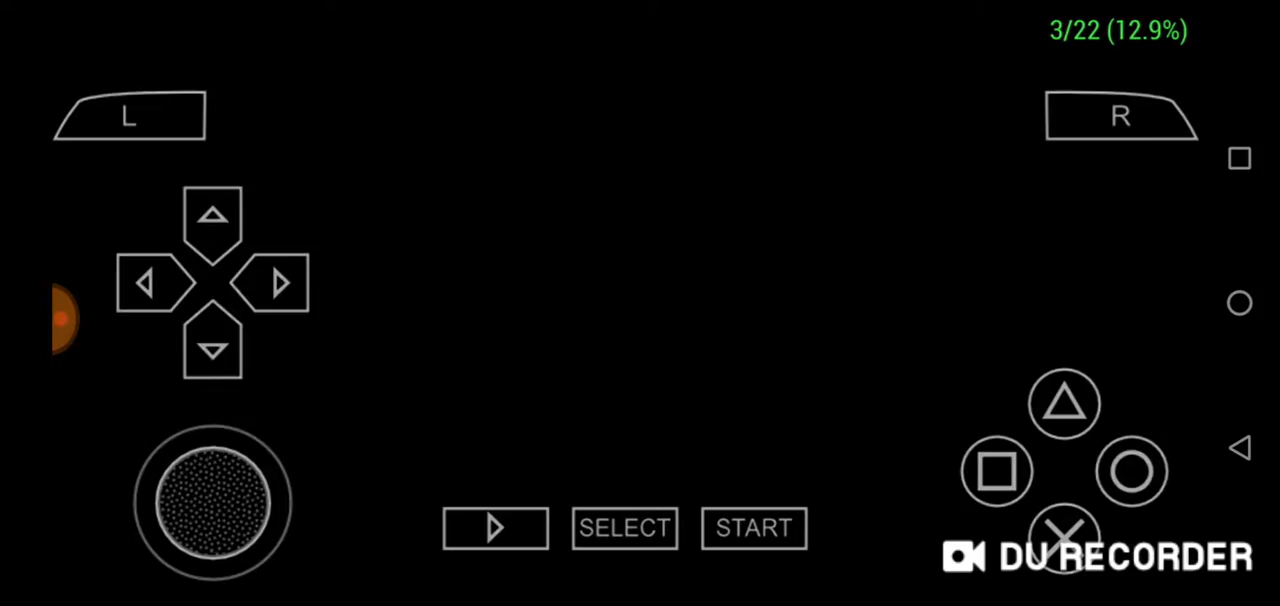 3/22 (12.9%)
L
R
SELECT
START
DU RECORDER